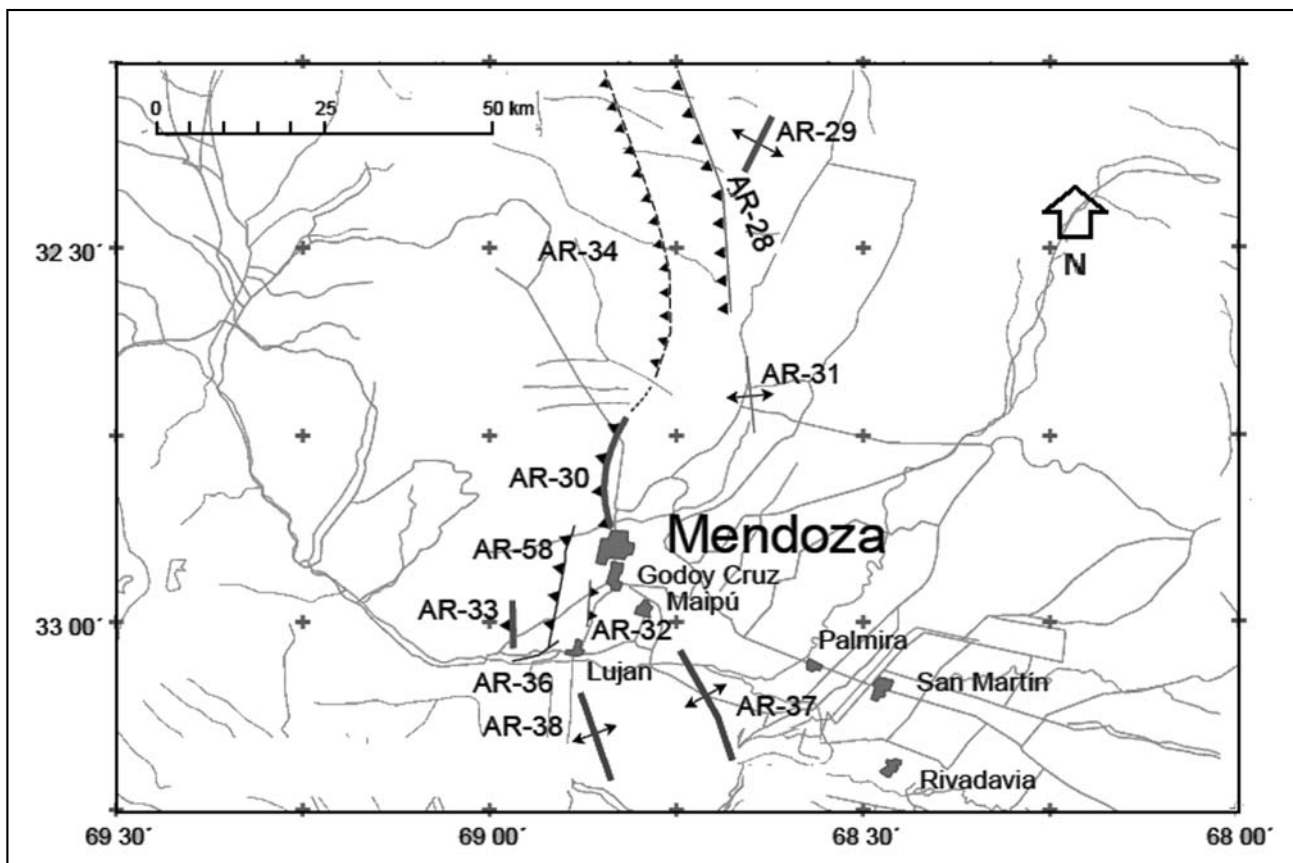 0 25 50 km
AR-29
AR-28
32 30´
AR-34
N
AR-31
AR-30
Mendoza
AR-58
Godoy Cruz
Maipú
AR-33
33 00´
AR-32
Palmira
Lujan
San Martín
AR-36
AR-37
AR-38
Rivadavia
69 30´ 69 00´ 68 30´ 68 00´